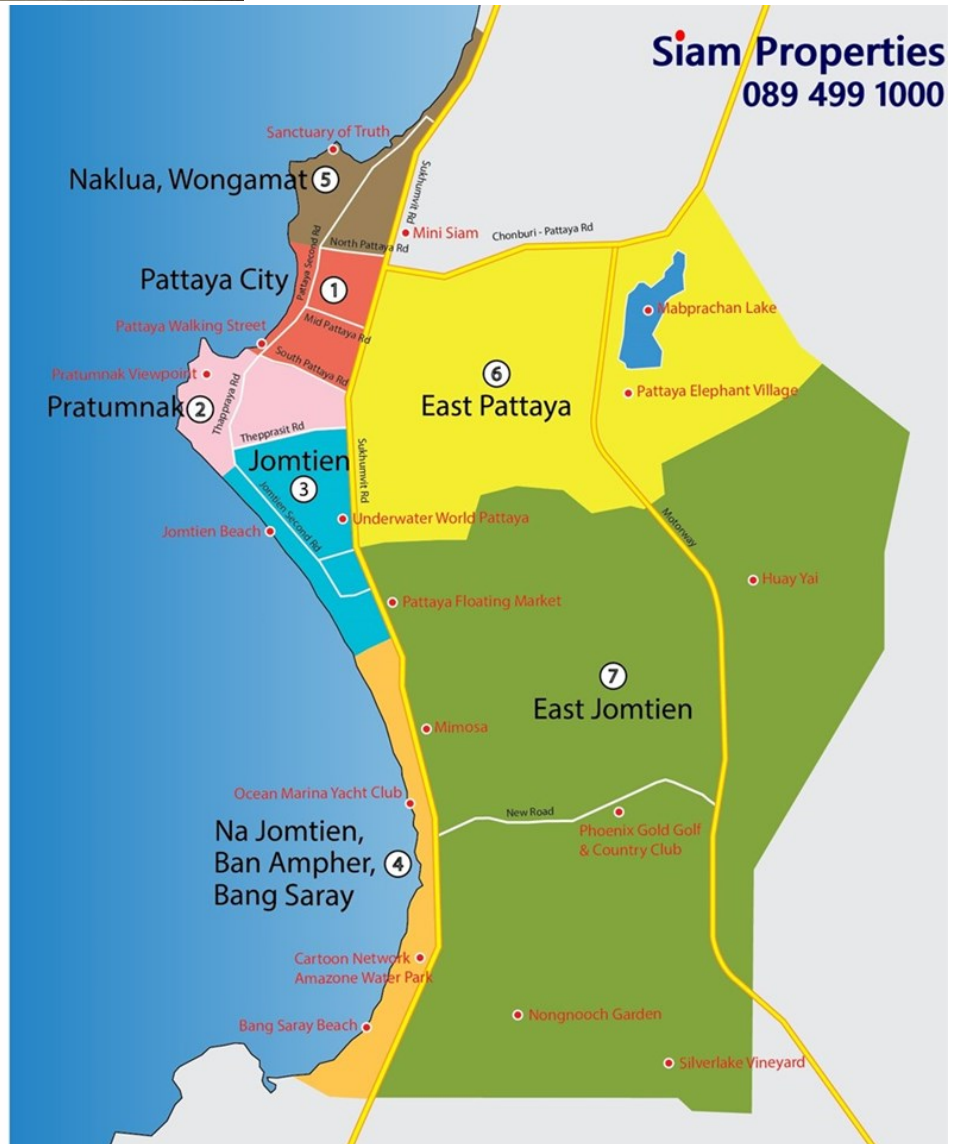 Siam Properties
089 499 1000
Sanctuary of Truth
Naklua, Wongamat 5
Sukhumvit Rd
Mini Siam
Chonburi - Pattaya Rd
North Pattaya Rd
Pattaya Second Rd
Pattaya City
1
Mabprachan Lake
Pattaya Walking Street
Mid Pattaya Rd
South Pattaya Rd
Pratumnak Viewpoint
6
East Pattaya
Pattaya Elephant Village
Pratumnak 2
Thappraya Rd
Thepprasit Rd
Jomtien
3
Sukhumvit Rd
Jomtien Second Rd
Underwater World Pattaya
Jomtien Beach
Motorway
Huay Yai
Pattaya Floating Market
7
East Jomtien
Mimosa
Ocean Marina Yacht Club
New Road
Phoenix Gold Golf
& Country Club
Na Jomtien,
Ban Ampher, 4
Bang Saray
Cartoon Network
Amazone Water Park
Bang Saray Beach
Nongnooch Garden
Silverlake Vineyard